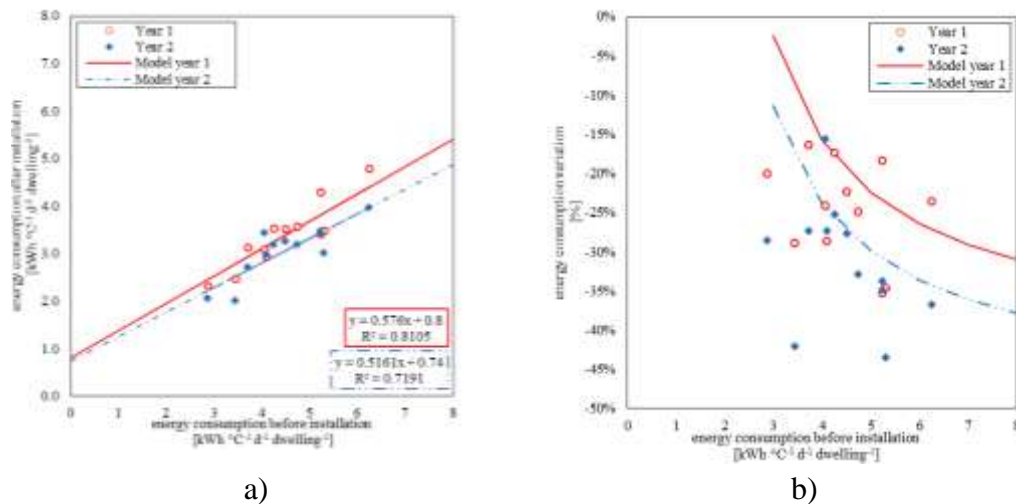 8.0
7.0
6.0
5.0
4.0
3.0
2.0
1.0
0.0
energy consumption after installation
[kWh °C⁻¹ d⁻¹ dwelling⁻¹]
Year 1
Year 2
Model year 1
Model year 2
y = 0.576x + 0.8
R² = 0.8105
y = 0.5161x + 0.74
R² = 0.7191
0 1 2 3 4 5 6 7 8
energy consumption before installation
[kWh °C⁻¹ d⁻¹ dwelling⁻¹]
a)
0%
-5%
-10%
-15%
-20%
-25%
-30%
-35%
-40%
-45%
-50%
energy consumption variation
[%]
Year 1
Year 2
Model year 1
Model year 2
0 1 2 3 4 5 6 7 8
energy consumption before installation
[kWh °C⁻¹ d⁻¹ dwelling⁻¹]
b)